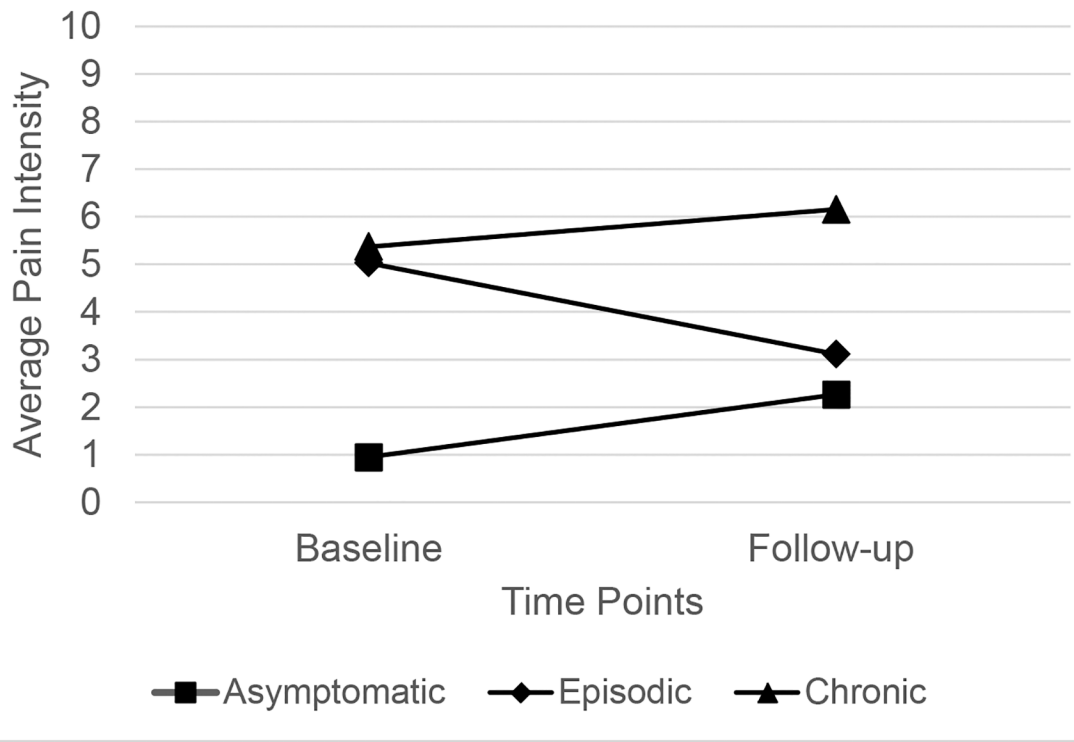 Average Pain Intensity
10
9
8
7
6
5
4
3
2
1
0
Baseline Follow-up
Time Points
Asymptomatic Episodic Chronic